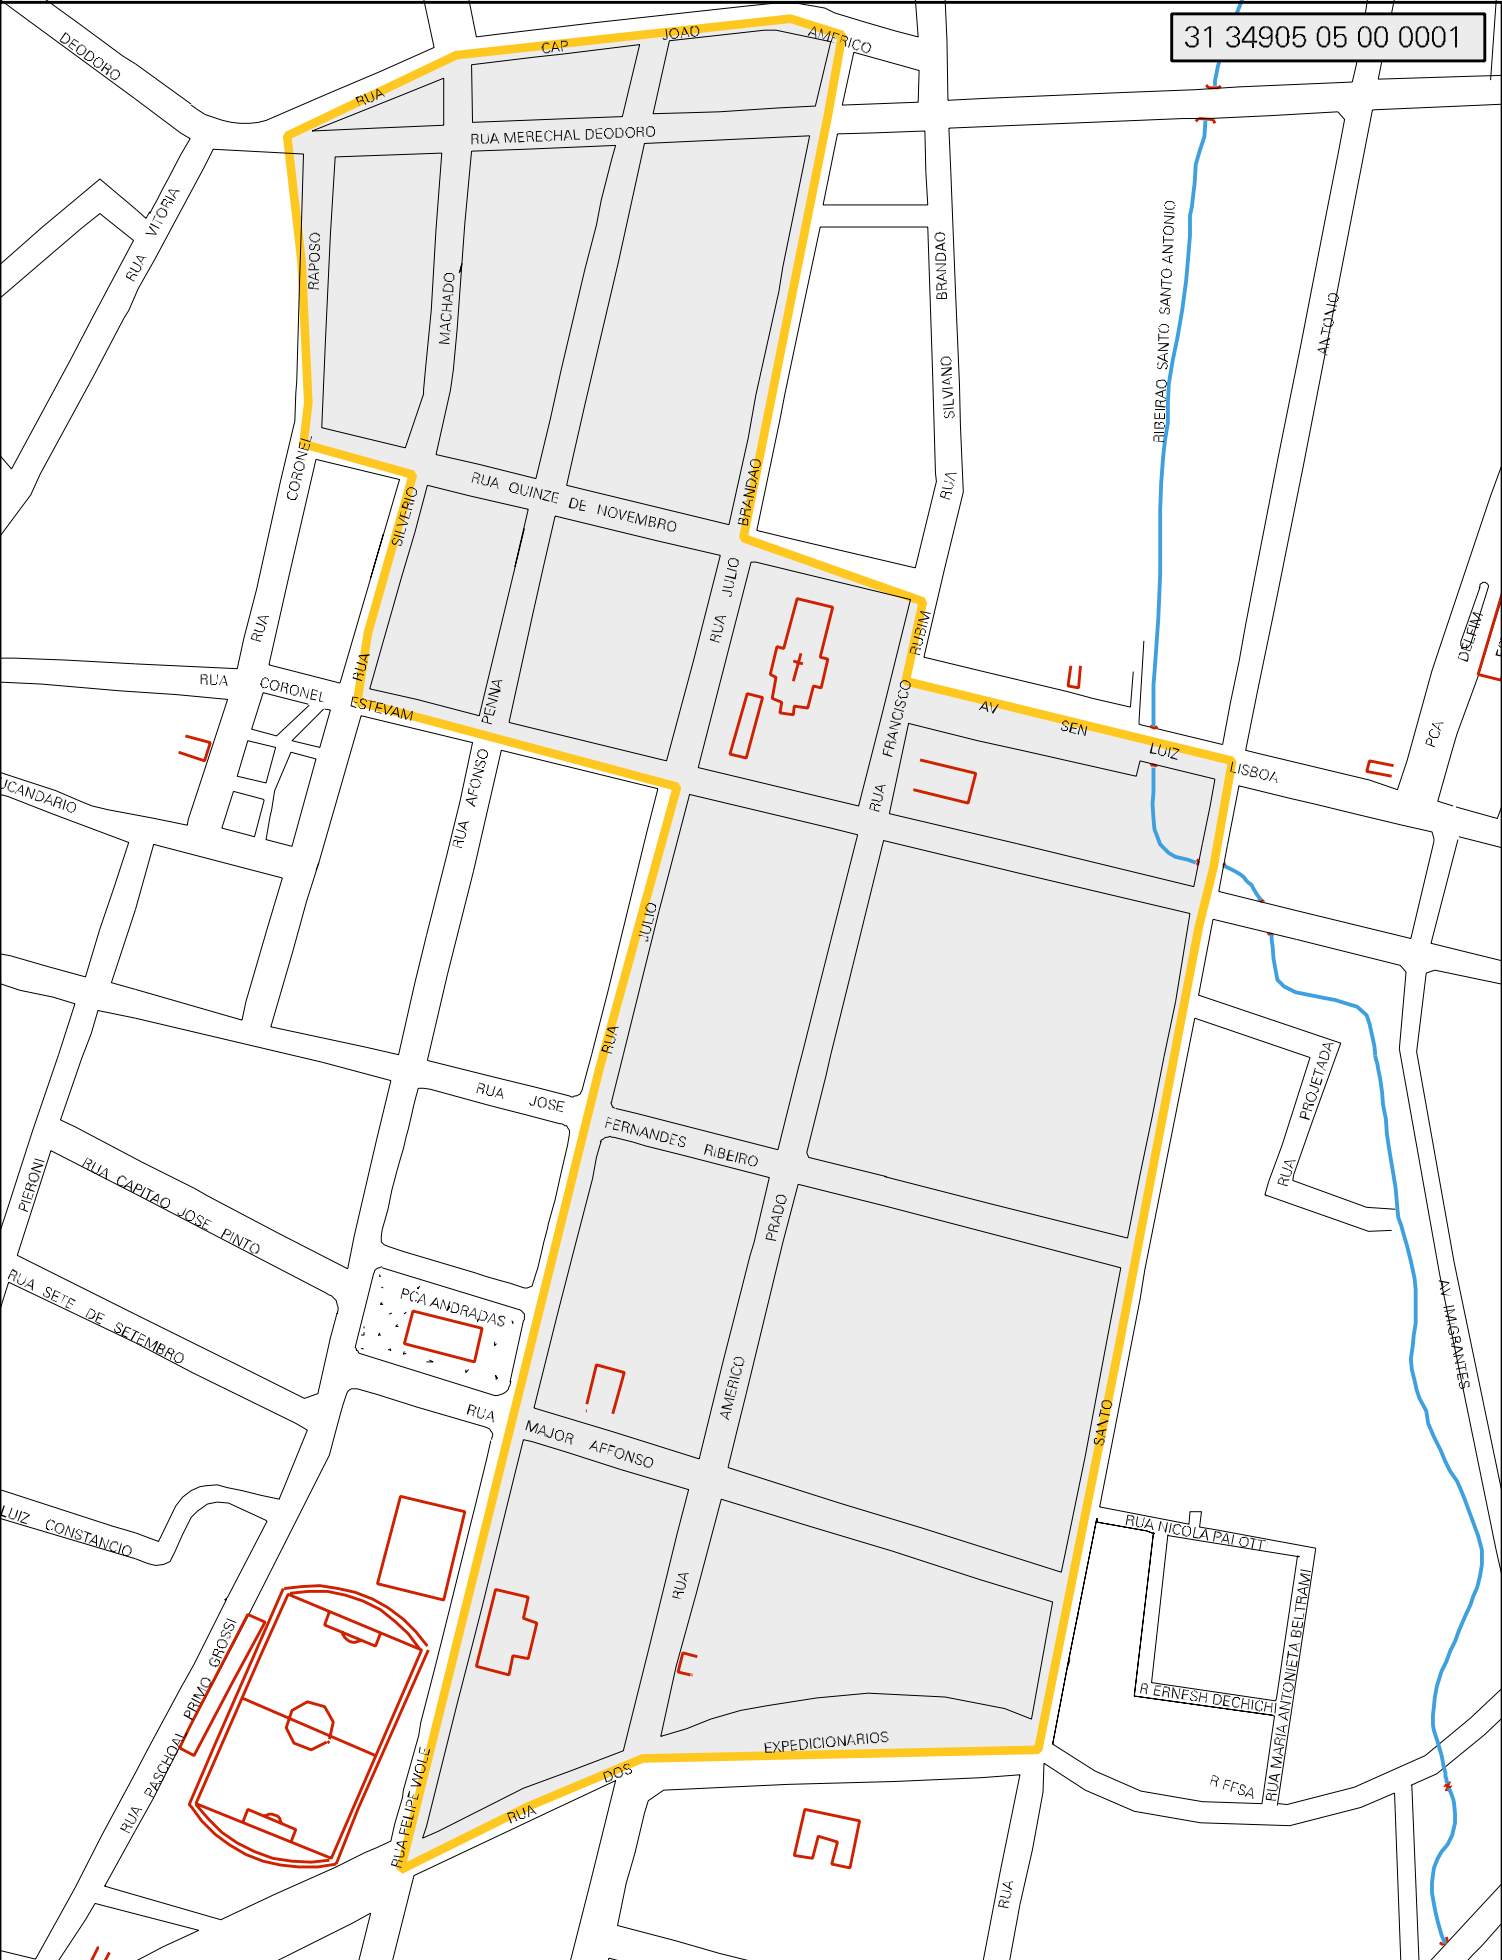 31 34905 05 00 0001
DEODORO
CAP
JOAO
AMERICO
RUA
RUA MERECHAL DEODORO
RUA VITORIA
RAPOSO
MACHADO
BRANDAO
SILVIANO
RUA
RIBEIRAO SANTO SANTO ANTONIO
ANTONIO
CORONEL
RUA
SILVERIO
RUA
RUA QUINZE DE NOVEMBRO
BRANDAO
JULIO
RUA
RUBIM
FRANCISCO
RUA
DELFIM
PCA
RUA CORONEL
ESTEVAM
PENNA
AFONSO
RUA
AV SEN LUIZ LISBOA
UCANDARIO
JULIO
RUA
RUA JOSE
FERNANDES RIBEIRO
PROJETADA
RUA
PIERONI
RUA CAPITAO JOSE PINTO
RUA SETE DE SETEMBRO
PCA ANDRADAS
PRADO
AMERICO
RUA
AV IMIGRANTES
SANTO
RUA
MAJOR AFFONSO
LUIZ CONSTANCIO
RUA NICOLA PALOTT
RUA MARIA ANTONIETA BELTRAMI
R ERNESH DECHICHI
RUA PASCHOAL PRIMO GROSSI
RUA FELIPE WOLE
RUA DOS EXPEDICIONARIOS
R FFSA
RUA